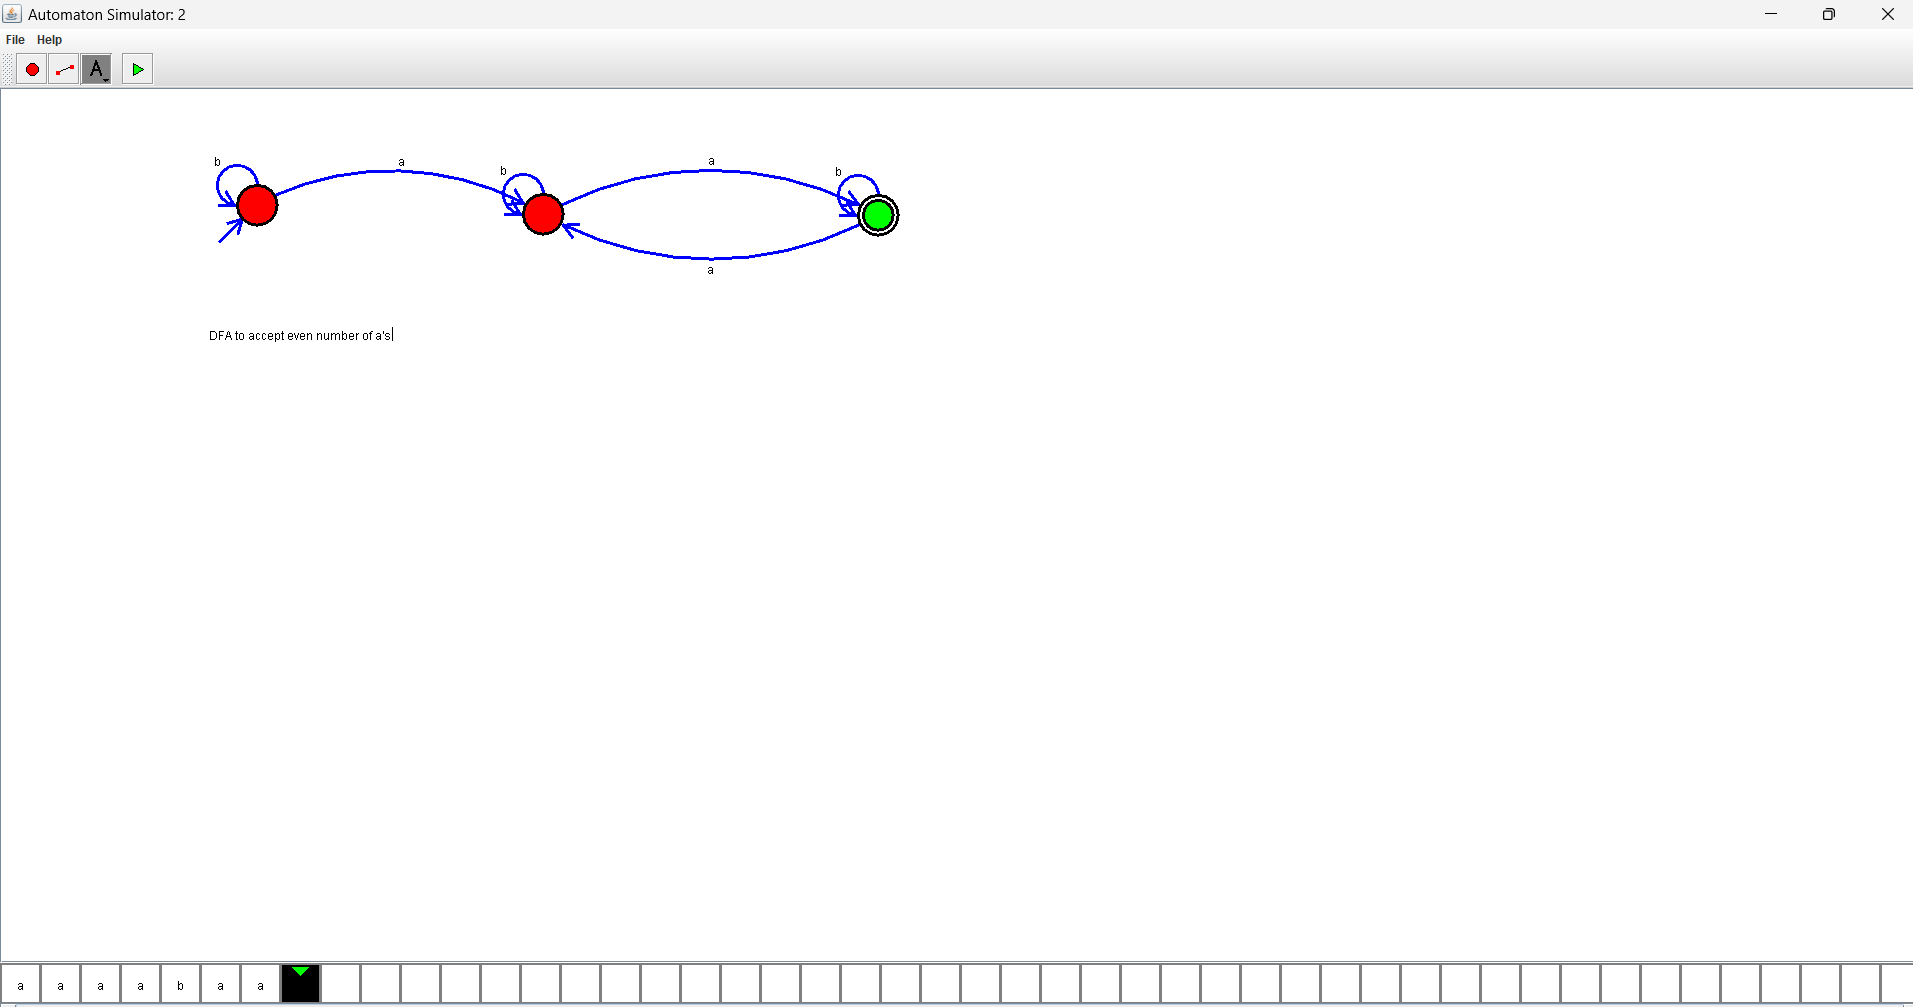 Automaton Simulator: 2
File Help
A
b a b a b
a
DFA to accept even number of a's
a a a a b a a